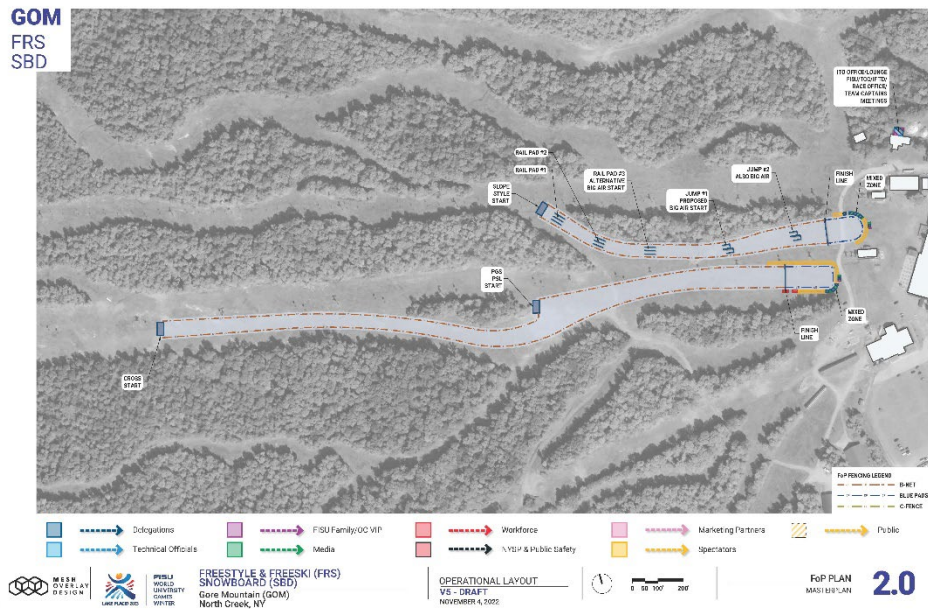 GOM
FRS
SBD
ITO OFFICE/LOUNGE
FISU/TCC/IF TD/
RACE OFFICE/
TEAM CAPTAINS
MEETINGS
RAIL PAD #2
RAIL PAD #1
SLOPE
STYLE
START
RAIL PAD #3
ALTERNATIVE
BIG AIR START
JUMP #1
PROPOSED
BIG AIR START
JUMP #2
ALSO BIG AIR
FINISH
LINE
MIXED
ZONE
PGS
PSL
START
CROSS
START
FINISH
LINE
MIXED
ZONE
FoP FENCING LEGEND
B-NET
BLUE PADS
C-FENCE
Delegations
FISU Family/OC VIP
Workforce
Marketing Partners
Public
Technical Officials
Media
NYSP & Public Safety
Spectators
MESH
OVERLAY
DESIGN
LAKE PLACID 2023
FISU
WORLD
UNIVERSITY
GAMES
WINTER
FREESTYLE & FREESKI (FRS)
SNOWBOARD (SBD)
Gore Mountain (GOM)
North Creek, NY
OPERATIONAL LAYOUT
V5 - DRAFT
NOVEMBER 4, 2022
0 50' 100' 200'
FoP PLAN
MASTERPLAN
2.0